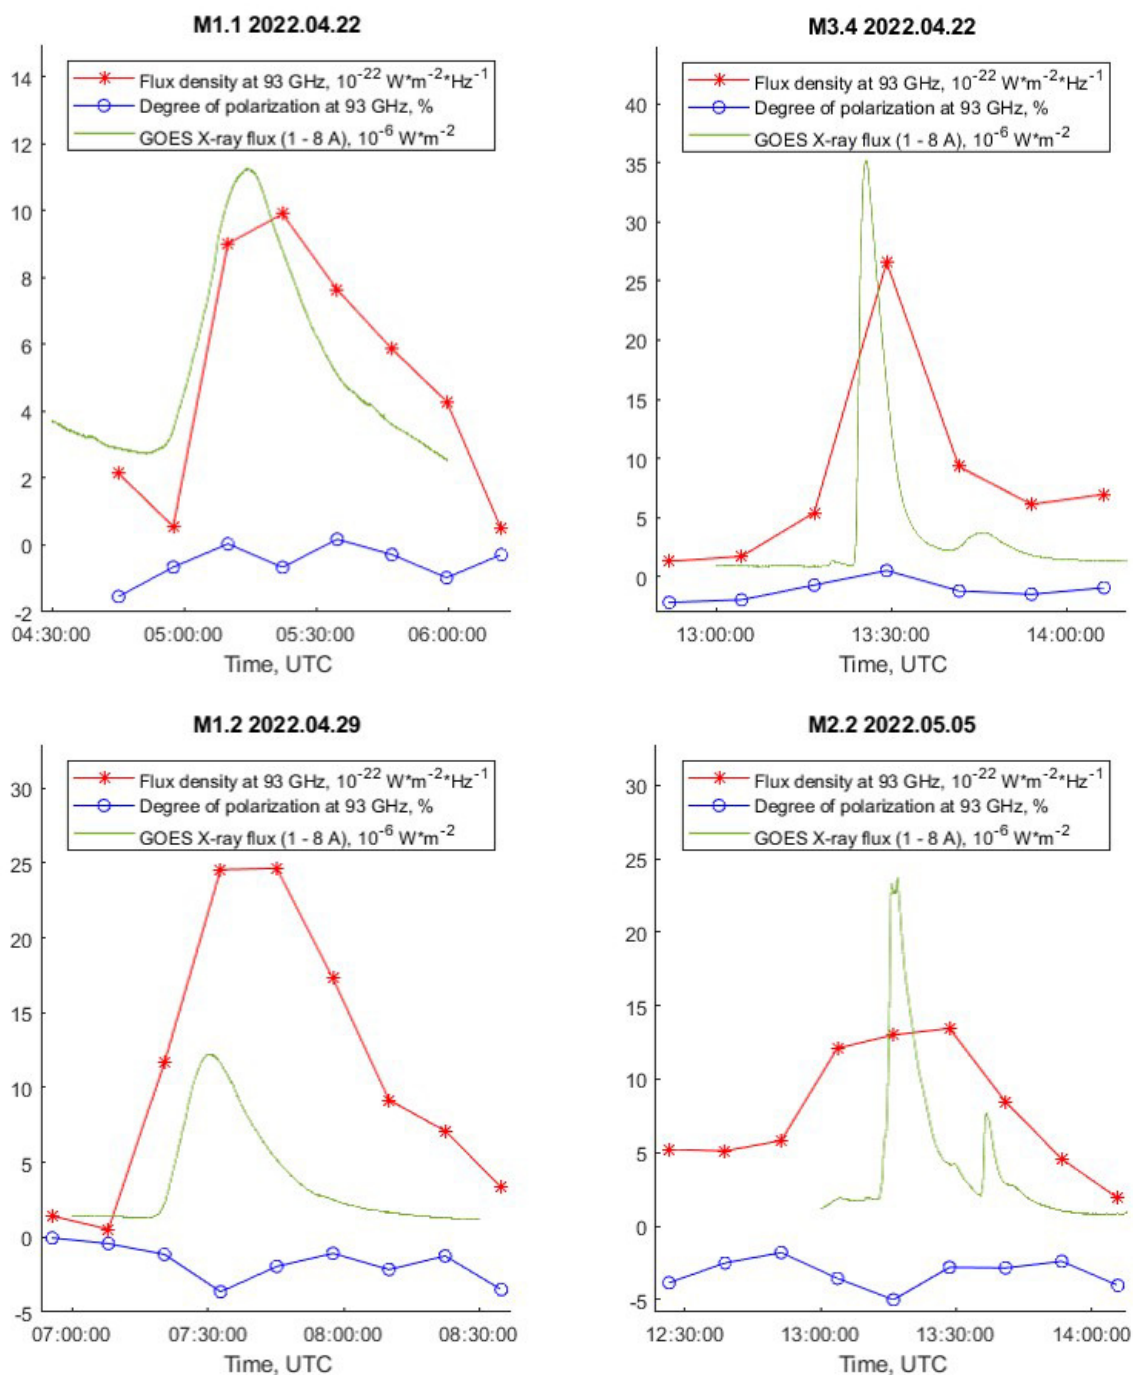 M1.1 2022.04.22
Flux density at 93 GHz, 10^-22 W*m^-2*Hz^-1
Degree of polarization at 93 GHz, %
GOES X-ray flux (1 - 8 A), 10^-6 W*m^-2
14
12
10
8
6
4
2
0
-2
04:30:00 05:00:00 05:30:00 06:00:00
Time, UTC
M3.4 2022.04.22
Flux density at 93 GHz, 10^-22 W*m^-2*Hz^-1
Degree of polarization at 93 GHz, %
GOES X-ray flux (1 - 8 A), 10^-6 W*m^-2
40
35
30
25
20
15
10
5
0
13:00:00 13:30:00 14:00:00
Time, UTC
M1.2 2022.04.29
Flux density at 93 GHz, 10^-22 W*m^-2*Hz^-1
Degree of polarization at 93 GHz, %
GOES X-ray flux (1 - 8 A), 10^-6 W*m^-2
30
25
20
15
10
5
0
-5
07:00:00 07:30:00 08:00:00 08:30:00
Time, UTC
M2.2 2022.05.05
Flux density at 93 GHz, 10^-22 W*m^-2*Hz^-1
Degree of polarization at 93 GHz, %
GOES X-ray flux (1 - 8 A), 10^-6 W*m^-2
30
25
20
15
10
5
0
-5
12:30:00 13:00:00 13:30:00 14:00:00
Time, UTC